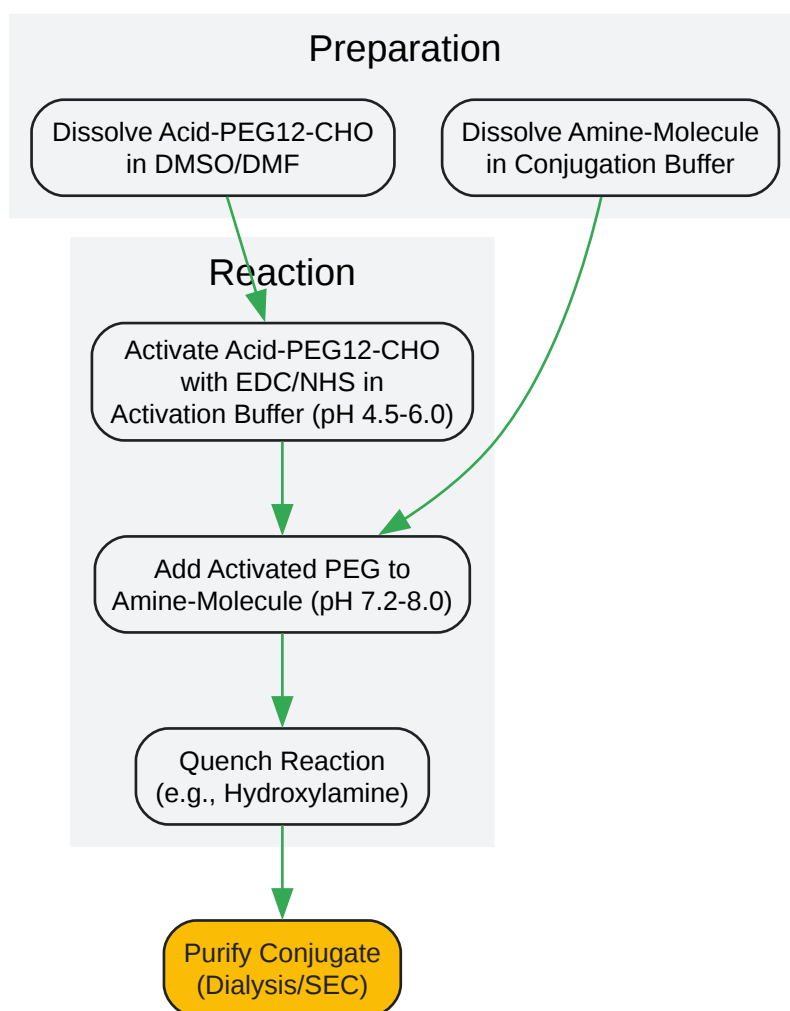 Preparation
Dissolve Acid-PEG12-CHO
in DMSO/DMF
Dissolve Amine-Molecule
in Conjugation Buffer
Reaction
Activate Acid-PEG12-CHO
with EDC/NHS in
Activation Buffer (pH 4.5-6.0)
Add Activated PEG to
Amine-Molecule (pH 7.2-8.0)
Quench Reaction
(e.g., Hydroxylamine)
Purify Conjugate
(Dialysis/SEC)